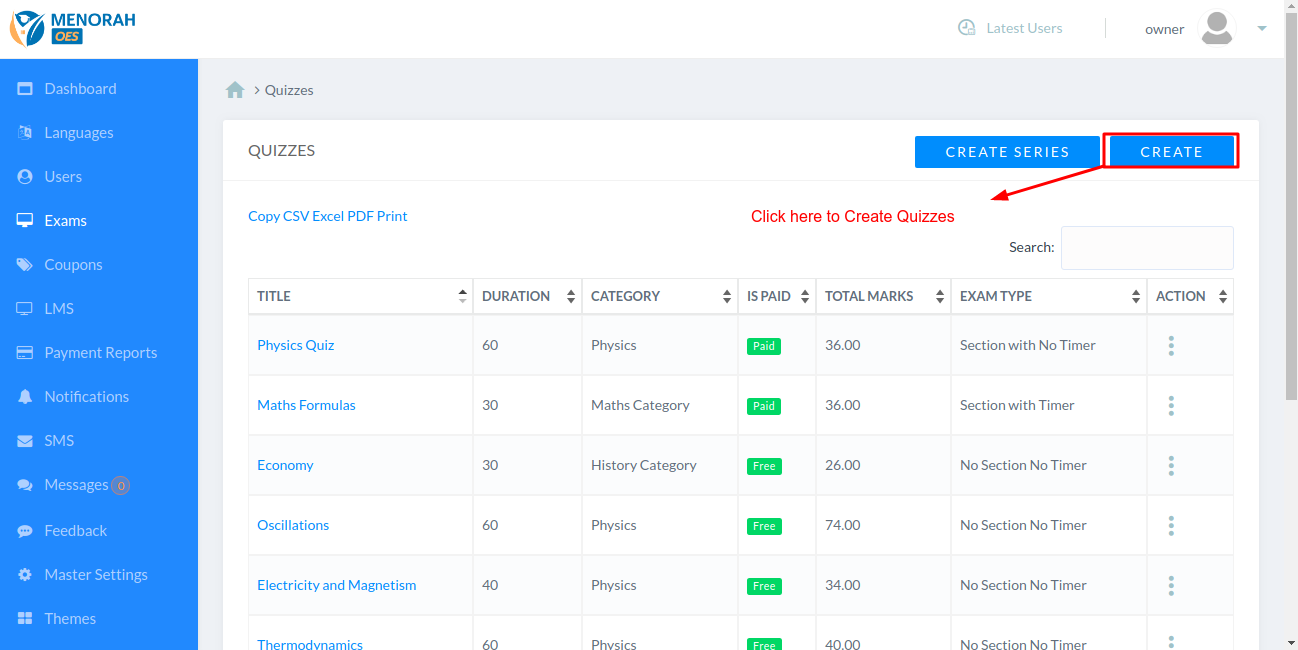 MENORAH
OES
Latest Users
owner
Dashboard
Languages
Users
Exams
Coupons
LMS
Payment Reports
Notifications
SMS
Messages 0
Feedback
Master Settings
Themes
> Quizzes
QUIZZES
CREATE SERIES
CREATE
Copy CSV Excel PDF Print
Click here to Create Quizzes
Search:
TITLE DURATION CATEGORY IS PAID TOTAL MARKS EXAM TYPE ACTION
Physics Quiz 60 Physics Paid 36.00 Section with No Timer
Maths Formulas 30 Maths Category Paid 36.00 Section with Timer
Economy 30 History Category Free 26.00 No Section No Timer
Oscillations 60 Physics Free 74.00 No Section No Timer
Electricity and Magnetism 40 Physics Free 34.00 No Section No Timer
Thermodynamics 60 Physics Free 40.00 No Section No Timer